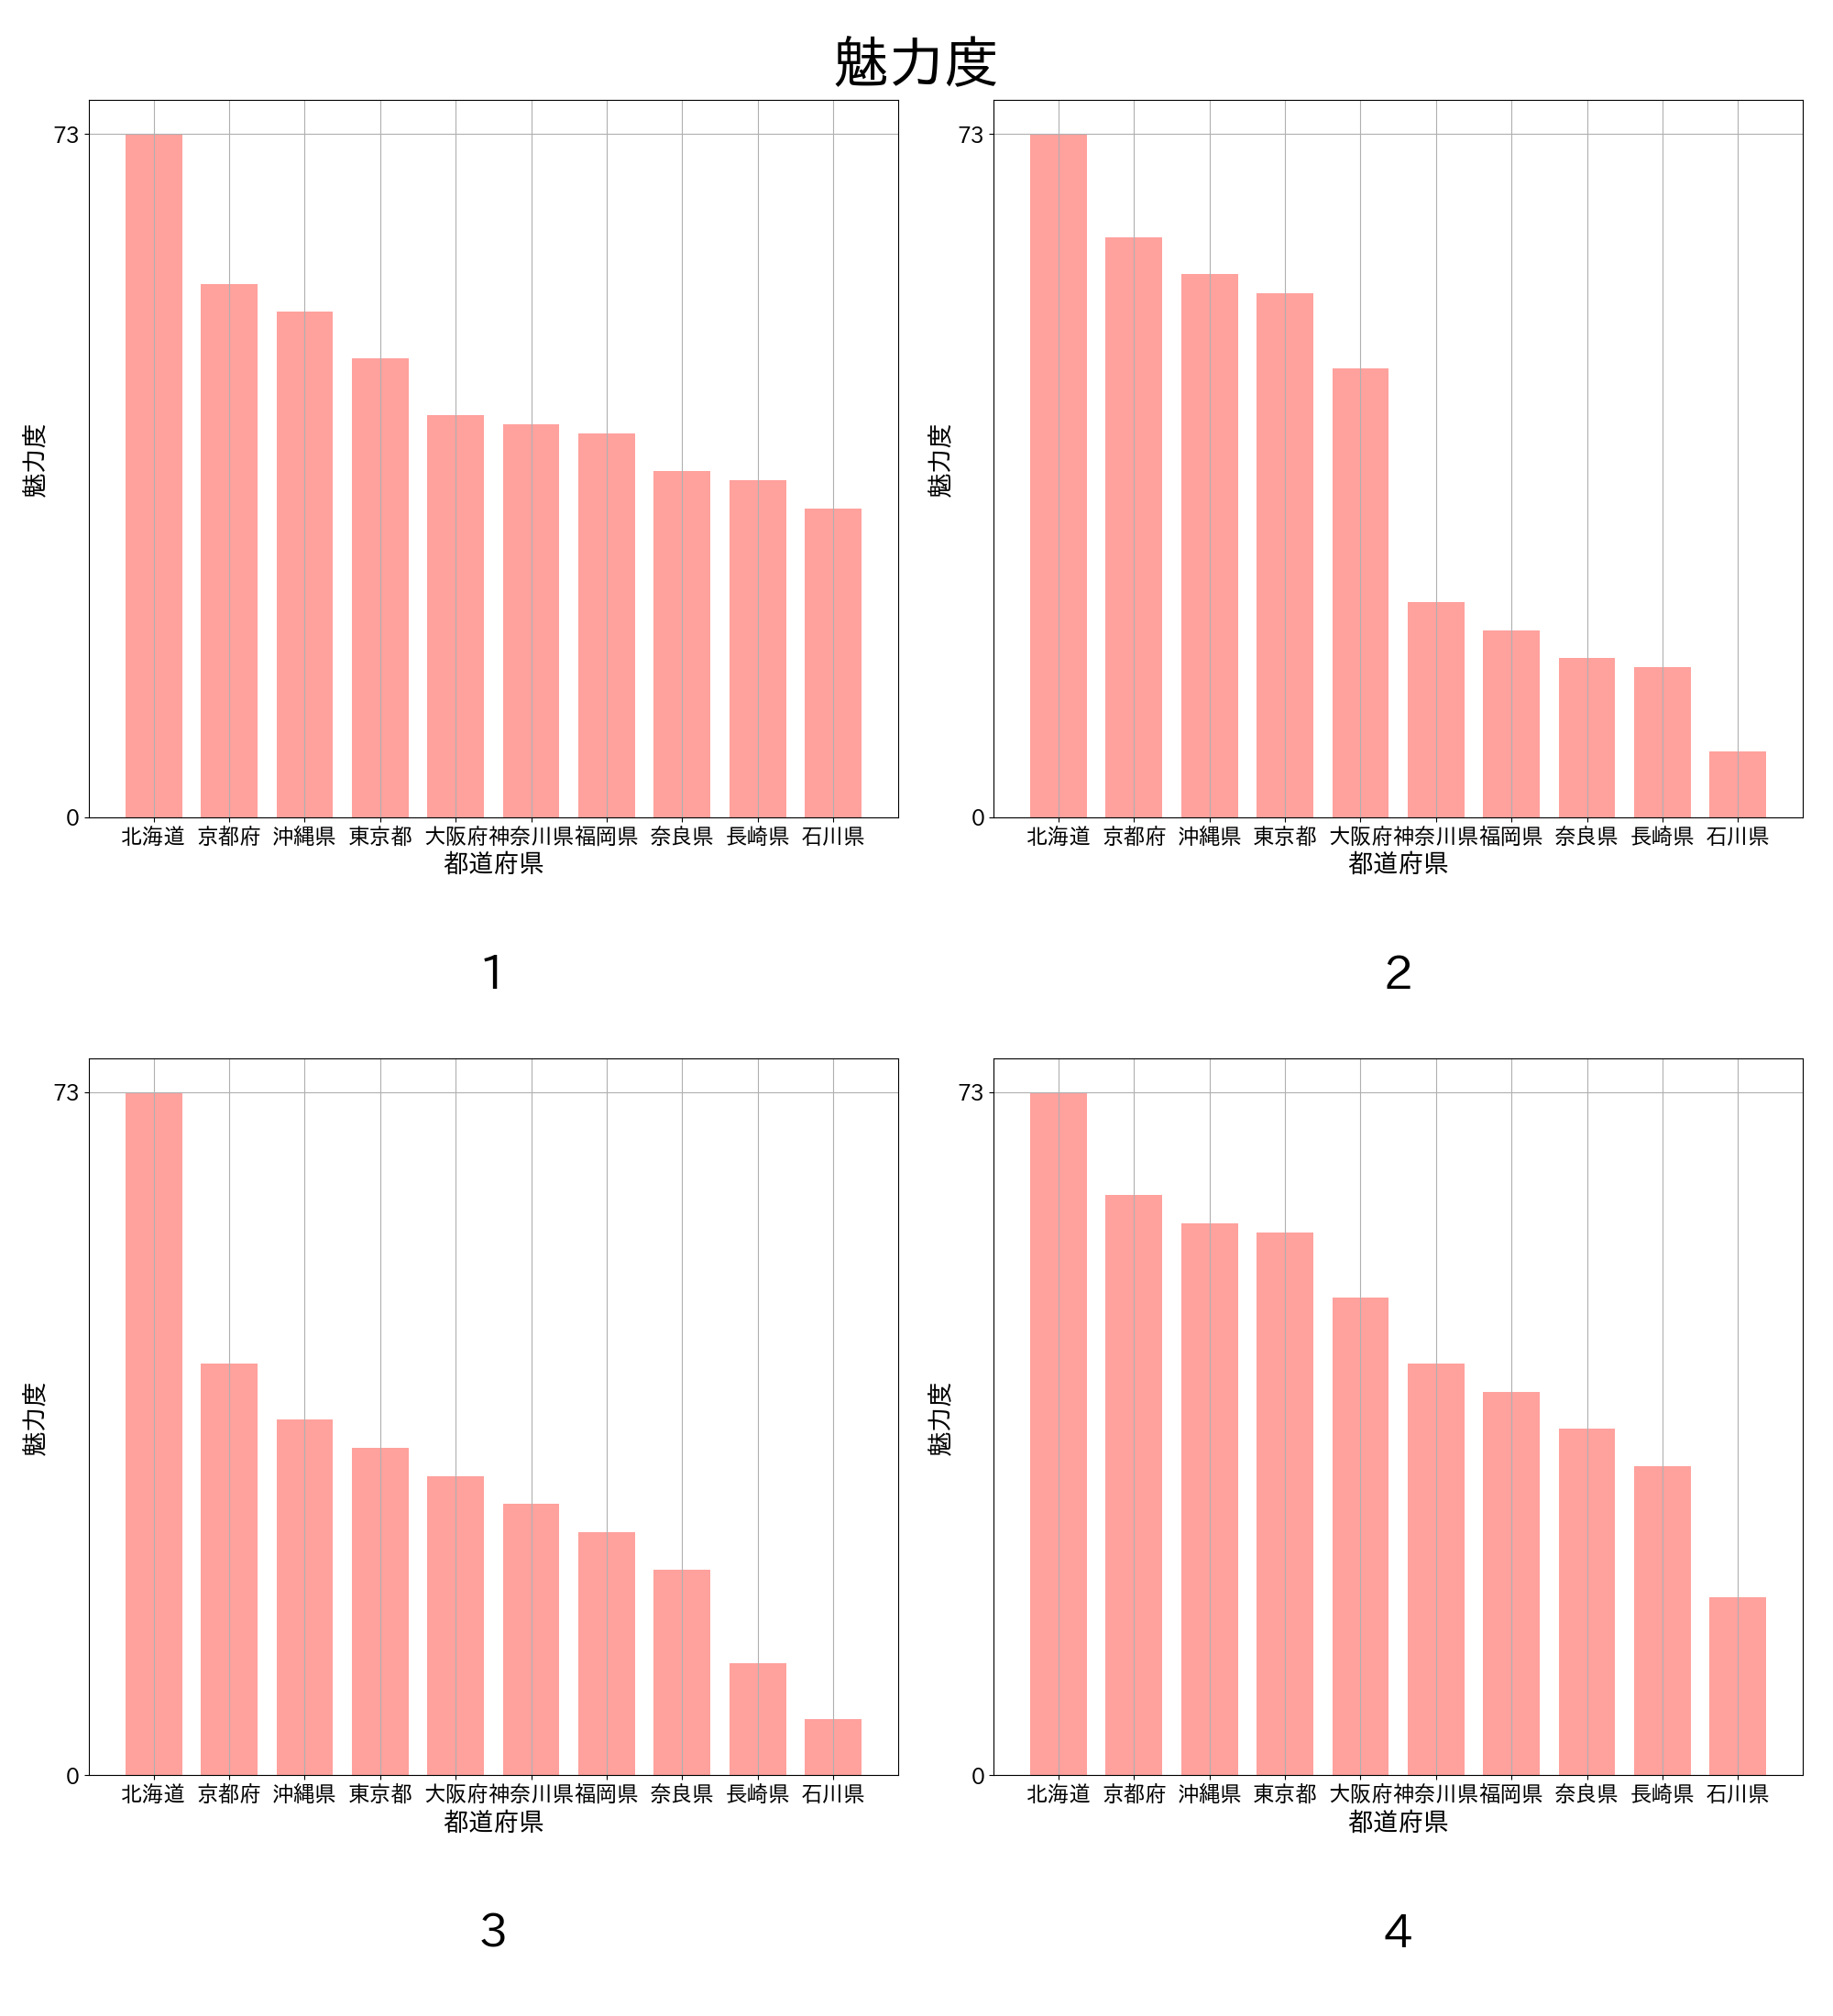 魅力度
73
0
魅力度
北海道 京都府 沖縄県 東京都 大阪府 神奈川県 福岡県 奈良県 長崎県 石川県
都道府県
1
73
0
魅力度
北海道 京都府 沖縄県 東京都 大阪府 神奈川県 福岡県 奈良県 長崎県 石川県
都道府県
2
73
0
魅力度
北海道 京都府 沖縄県 東京都 大阪府 神奈川県 福岡県 奈良県 長崎県 石川県
都道府県
3
73
0
魅力度
北海道 京都府 沖縄県 東京都 大阪府 神奈川県 福岡県 奈良県 長崎県 石川県
都道府県
4